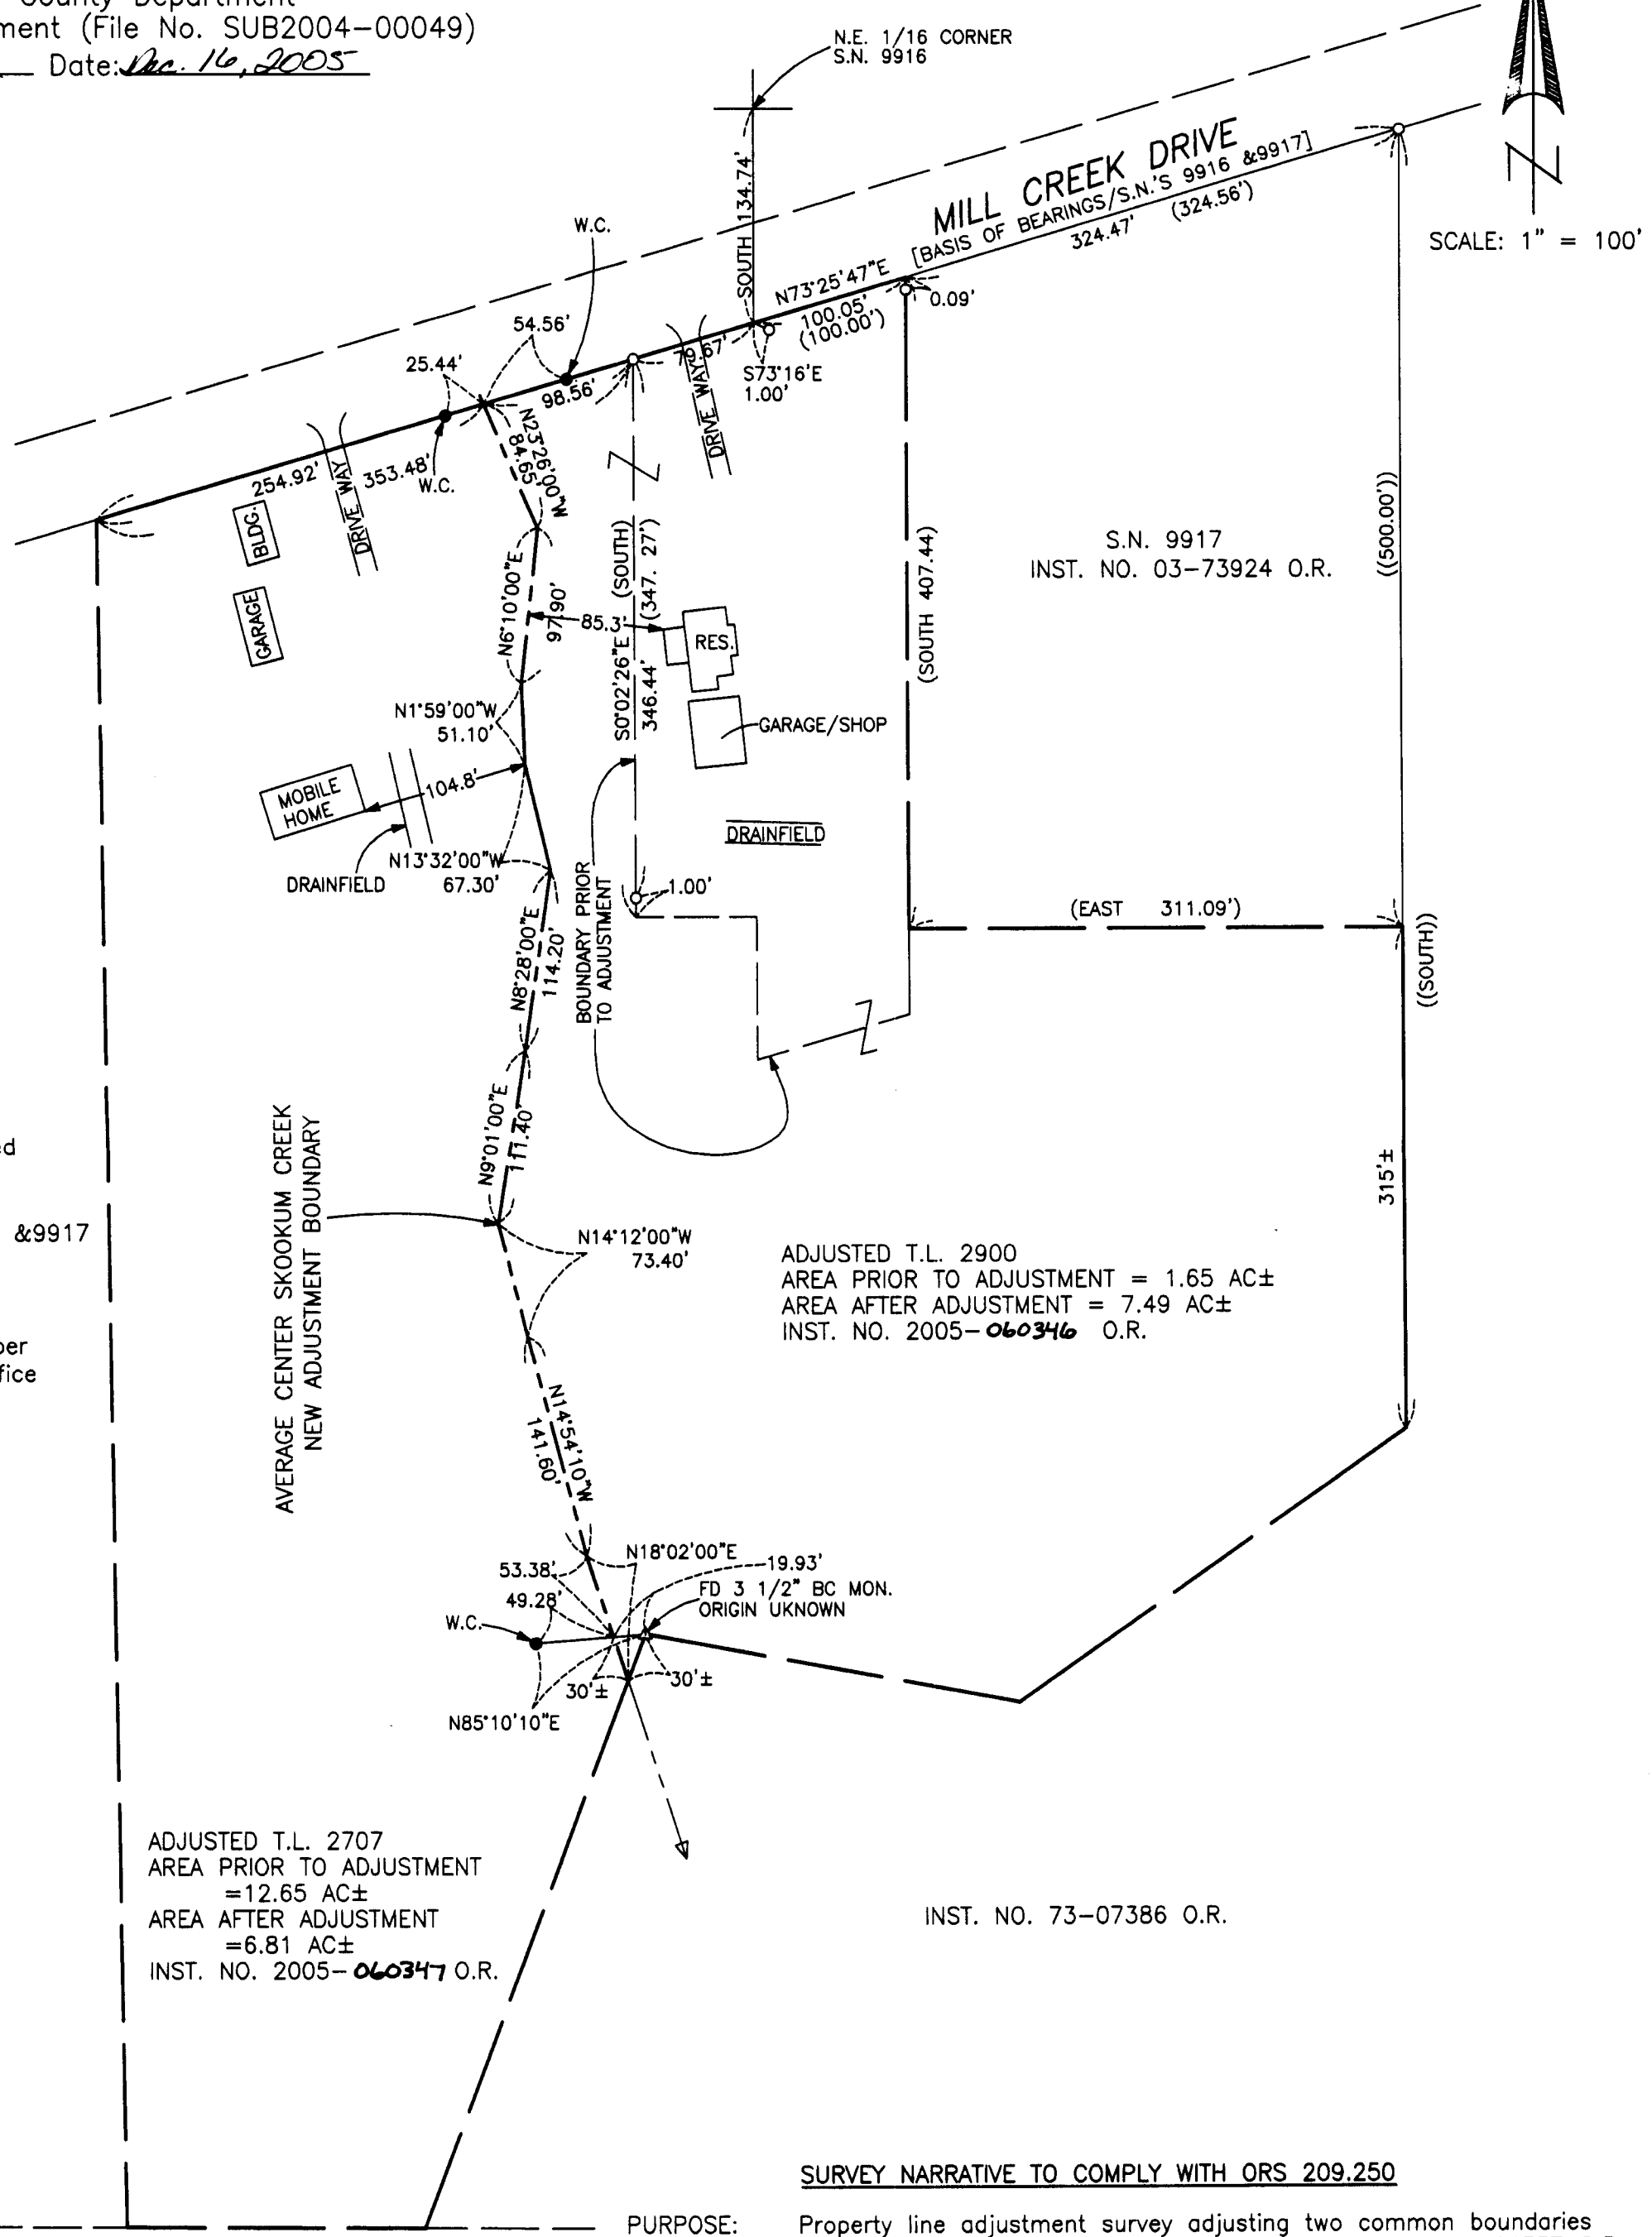 County Department
ment (File No. SUB2004-00049)
Date: Dec. 16, 2005
N.E. 1/16 CORNER
S.N. 9916
SOUTH 134.74'
MILL CREEK DRIVE
[BASIS OF BEARINGS/S.N.'S 9916 &9917]
324.47' (324.56')
N
SCALE: 1" = 100'
W.C.
N73°25'47"E
100.05'
(100.00')
0.09'
54.56'
25.44'
79.67'
S73°16'E
1.00'
98.56'
DRIVE WAY
N23°26'00"W
84.65'
254.92'
353.48'
W.C.
DRIVE WAY
BLDG.
GARAGE
N6°10'00"E
97.90'
85.3'
S0°02'26"E (SOUTH)
346.44' (347. 27')
RES.
GARAGE/SHOP
(SOUTH 407.44)
S.N. 9917
INST. NO. 03-73924 O.R.
((500.00'))
N1°59'00"W
51.10'
MOBILE
HOME
104.8'
DRAINFIELD
N13°32'00"W
67.30'
DRAINFIELD
1.00'
BOUNDARY PRIOR
TO ADJUSTMENT
(EAST 311.09')
((SOUTH))
N8°28'00"E
114.20'
N9°01'00"E
111.40'
315'±
ed
&9917
AVERAGE CENTER SKOOKUM CREEK
NEW ADJUSTMENT BOUNDARY
N14°12'00"W
73.40'
ADJUSTED T.L. 2900
AREA PRIOR TO ADJUSTMENT = 1.65 AC±
AREA AFTER ADJUSTMENT = 7.49 AC±
INST. NO. 2005-060346 O.R.
per
fice
N14°54'10"W
141.60'
N18°02'00"E
53.38'
19.93'
49.28'
FD 3 1/2" BC MON.
ORIGIN UKNOWN
W.C.
30'±
30'±
N85°10'10"E
ADJUSTED T.L. 2707
AREA PRIOR TO ADJUSTMENT
=12.65 AC±
AREA AFTER ADJUSTMENT
=6.81 AC±
INST. NO. 2005-060347 O.R.
INST. NO. 73-07386 O.R.
SURVEY NARRATIVE TO COMPLY WITH ORS 209.250
PURPOSE: Property line adjustment survey adjusting two common boundaries